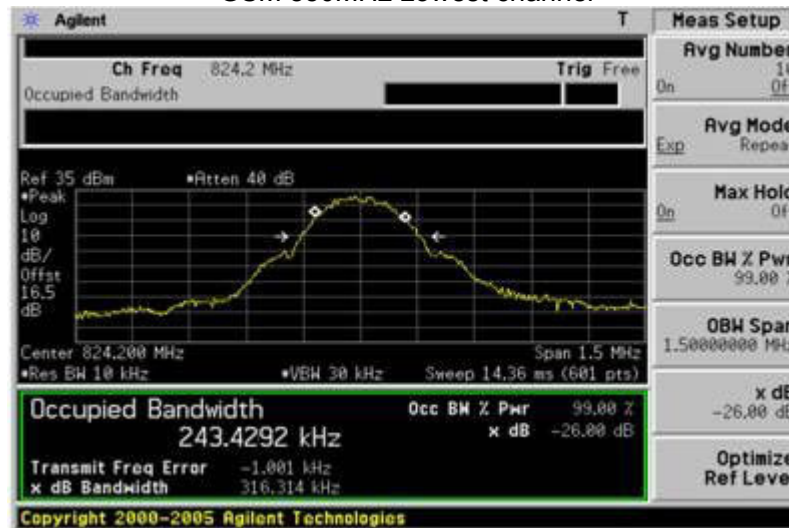 Agilent T
Ch Freq 824.2 MHz Trig Free
Occupied Bandwidth
Ref 35 dBm •Atten 40 dB
•Peak
Log
10
dB/
Offst
16.5
dB
Center 824.200 MHz Span 1.5 MHz
•Res BW 10 kHz •VBW 30 kHz Sweep 14.36 ms (601 pts)
Occupied Bandwidth
243.4292 kHz
Occ BW % Pwr 99.00 %
x dB -26.00 dB
Transmit Freq Error -1.001 kHz
x dB Bandwidth 316.314 kHz
Copyright 2000-2005 Agilent Technologies
Meas Setup
Avg Number
10
On Off
Avg Mode
Exp Repeat
Max Hold
On Off
Occ BW % Pwr
99.00 %
OBW Span
1.50000000 MHz
x dB
-26.00 dB
Optimize
Ref Level